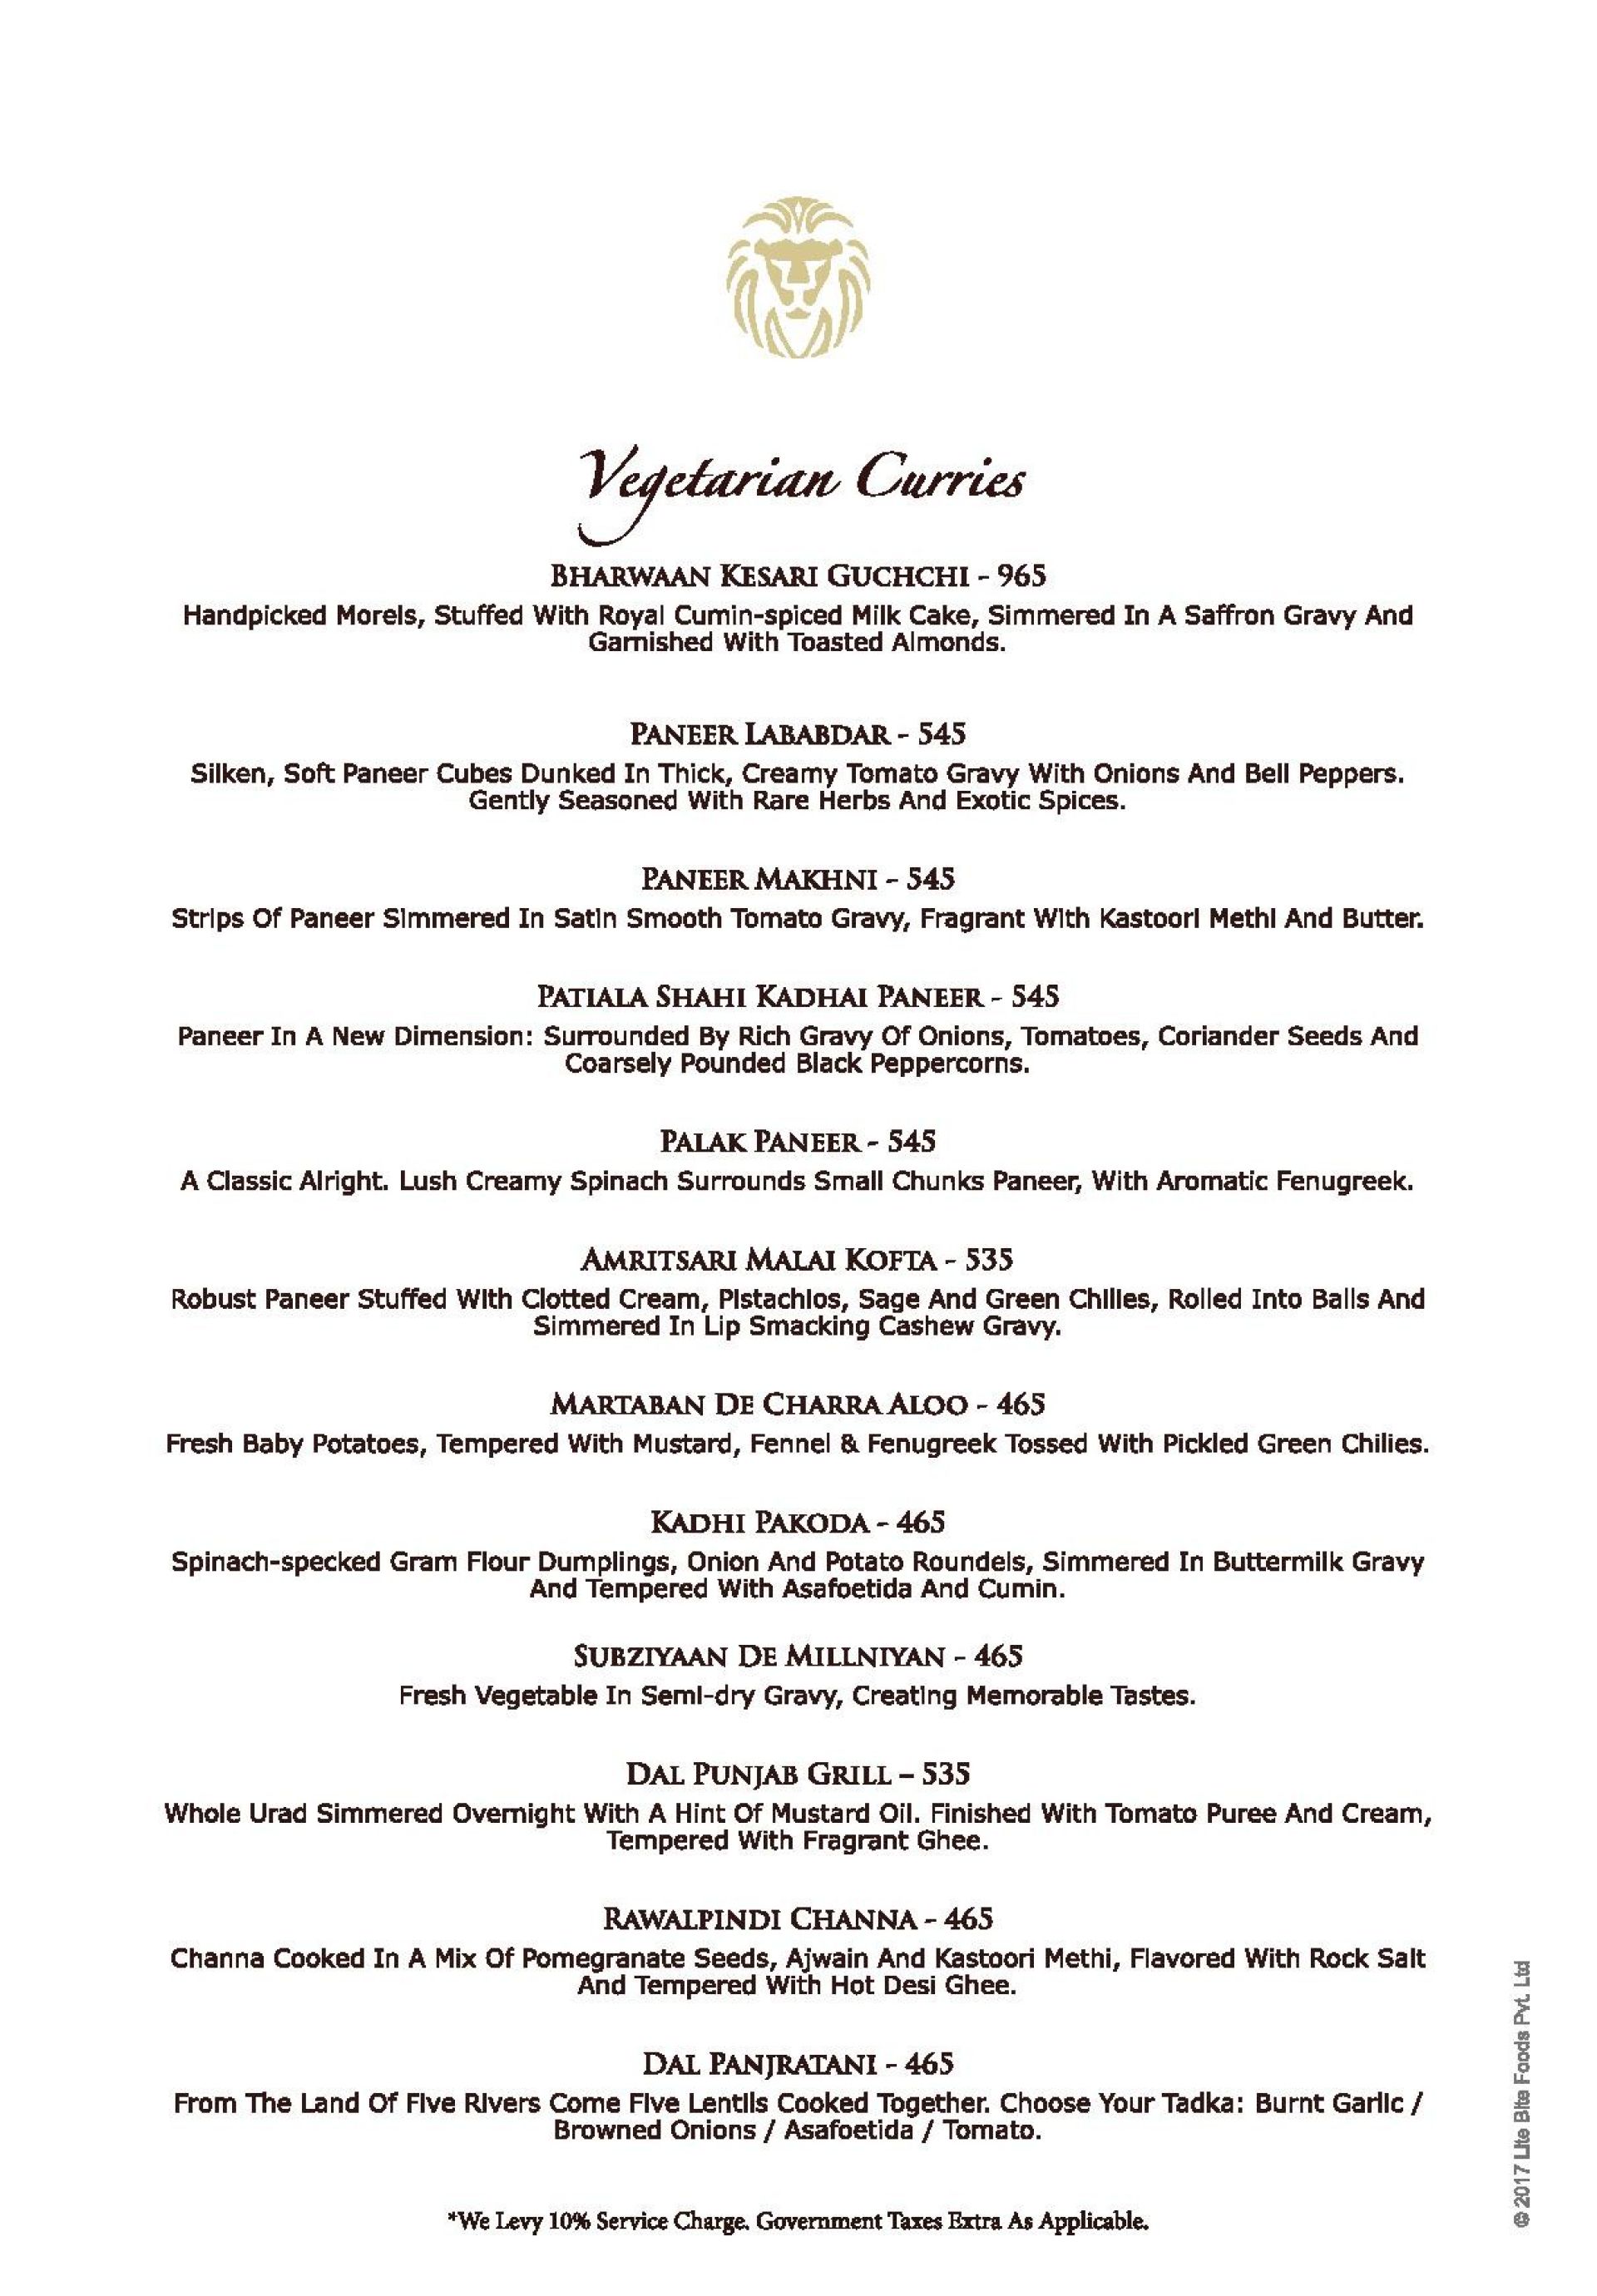 Vegetarian Curries
BHARWAAN KESARI GUCHCHI - 965
Handpicked Morels, Stuffed With Royal Cumin-spiced Milk Cake, Simmered In A Saffron Gravy And
Garnished With Toasted Almonds.
PANEER LABABDAR - 545
Silken, Soft Paneer Cubes Dunked In Thick, Creamy Tomato Gravy With Onions And Bell Peppers.
Gently Seasoned With Rare Herbs And Exotic Spices.
PANEER MAKHNI - 545
Strips Of Paneer Simmered In Satin Smooth Tomato Gravy, Fragrant With Kastoori Methi And Butter.
PATIALA SHAHI KADHAI PANEER - 545
Paneer In A New Dimension: Surrounded By Rich Gravy Of Onions, Tomatoes, Coriander Seeds And
Coarsely Pounded Black Peppercorns.
PALAK PANEER - 545
A Classic Alright. Lush Creamy Spinach Surrounds Small Chunks Paneer, With Aromatic Fenugreek.
AMRITSARI MALAI KOFTA - 535
Robust Paneer Stuffed With Clotted Cream, Pistachios, Sage And Green Chilies, Rolled Into Balls And
Simmered In Lip Smacking Cashew Gravy.
MARTABAN DE CHARRA ALOO - 465
Fresh Baby Potatoes, Tempered With Mustard, Fennel & Fenugreek Tossed With Pickled Green Chilies.
KADHI PAKODA - 465
Spinach-specked Gram Flour Dumplings, Onion And Potato Roundels, Simmered In Buttermilk Gravy
And Tempered With Asafoetida And Cumin.
SUBZIYAAN DE MILLNIYAN - 465
Fresh Vegetable In Semi-dry Gravy, Creating Memorable Tastes.
DAL PUNJAB GRILL – 535
Whole Urad Simmered Overnight With A Hint Of Mustard Oil. Finished With Tomato Puree And Cream,
Tempered With Fragrant Ghee.
RAWALPINDI CHANNA - 465
Channa Cooked In A Mix Of Pomegranate Seeds, Ajwain And Kastoori Methi, Flavored With Rock Salt
And Tempered With Hot Desi Ghee.
DAL PANJRATANI - 465
From The Land Of Five Rivers Come Five Lentils Cooked Together. Choose Your Tadka: Burnt Garlic /
Browned Onions / Asafoetida / Tomato.
*We Levy 10% Service Charge. Government Taxes Extra As Applicable.
© 2017 Lite Bite Foods Pvt. Ltd